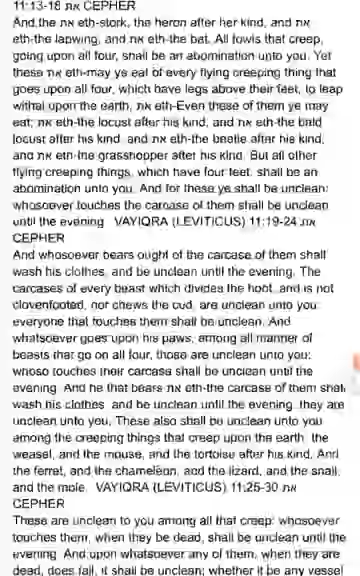 11:13-18 את CEPHER
And the את eth-stork, the heron after her kind, and את
eth-the lapwing, and את eth-the bat. All fowls that creep,
going upon all four, shall be an abomination unto you. Yet
these את eth-may ye eat of every flying creeping thing that
goes upon all four, which have legs above their feet, to leap
withal upon the earth, את eth-Even these of them ye may
eat; את eth-the locust after his kind, and את eth-the bald
locust after his kind, and את eth-the beetle after his kind,
and את eth-the grasshopper after his kind. But all other
flying creeping things, which have four feet, shall be an
abomination unto you. And for these ye shall be unclean:
whosoever touches the carcase of them shall be unclean
until the evening. VAYIQRA (LEVITICUS) 11:19-24 את
CEPHER
And whosoever bears ought of the carcase of them shall
wash his clothes, and be unclean until the evening. The
carcases of every beast which divides the hoof, and is not
clovenfooted, nor chews the cud, are unclean unto you:
everyone that touches them shall be unclean. And
whatsoever goes upon his paws, among all manner of
beasts that go on all four, those are unclean unto you:
whoso touches their carcase shall be unclean until the
evening. And he that bears את eth-the carcase of them shall
wash his clothes, and be unclean until the evening: they are
unclean unto you. These also shall be unclean unto you
among the creeping things that creep upon the earth; the
weasel, and the mouse, and the tortoise after his kind, And
the ferret, and the chameleon, and the lizard, and the snail,
and the mole. VAYIQRA (LEVITICUS) 11:25-30 את
CEPHER
These are unclean to you among all that creep: whosoever
touches them, when they be dead, shall be unclean until the
evening. And upon whatsoever any of them, when they are
dead, does fall, it shall be unclean; whether it be any vessel